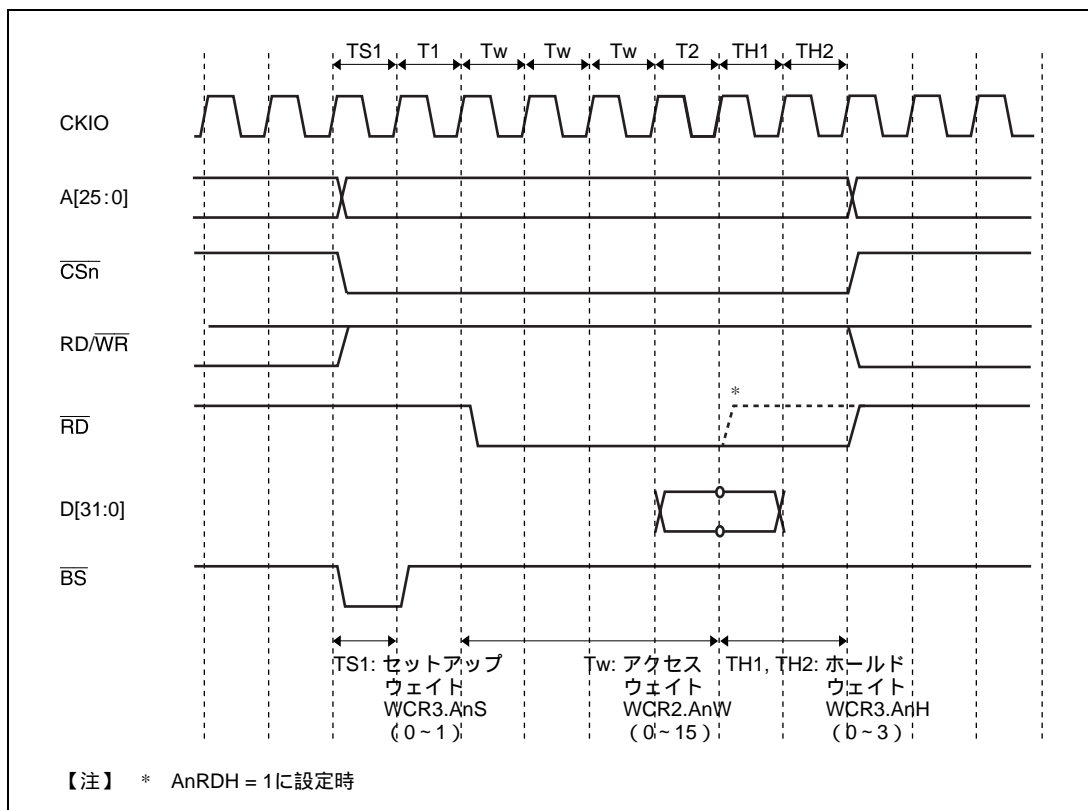 TS1 T1 Tw Tw Tw T2 TH1 TH2
CKIO
A[25:0]
CSn
RD/WR
*
RD
D[31:0]
BS
TS1: セットアップ
ウェイト
WCR3.AnS
(0~1)
Tw: アクセス
ウェイト
WCR2.AnW
(0~15)
TH1, TH2: ホールド
ウェイト
WCR3.AnH
(0~3)
【注】 * AnRDH = 1に設定時